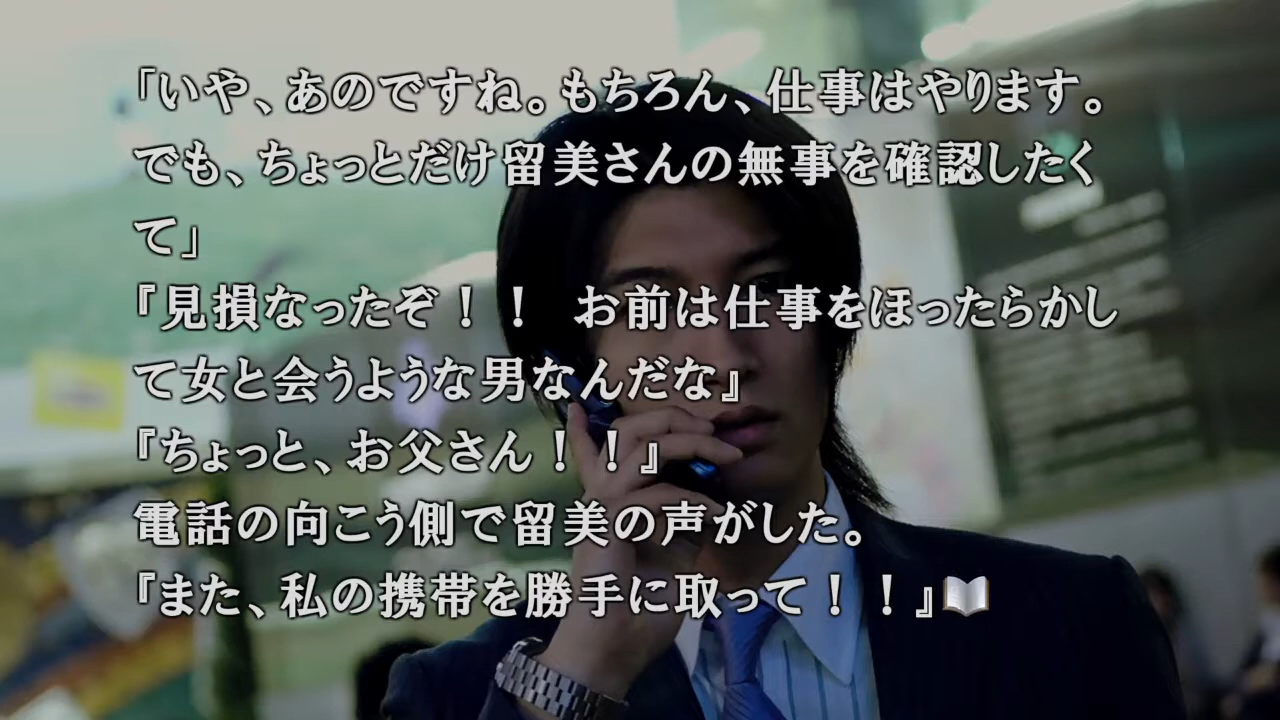 「いや、あのですね。もちろん、仕事はやります。
でも、ちょっとだけ留美さんの無事を確認したく
て」
『見損なったぞ！！　お前は仕事をほったらかし
て女と会うような男なんだな』
『ちょっと、お父さん！！』
電話の向こう側で留美の声がした。
『また、私の携帯を勝手に取って！！』